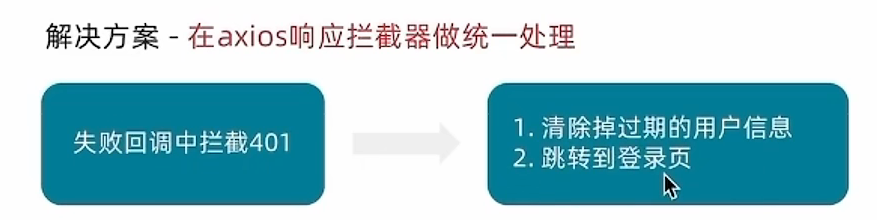 解决方案 - 在axios响应拦截器做统一处理
失败回调中拦截401
1. 清除掉过期的用户信息
2. 跳转到登录页